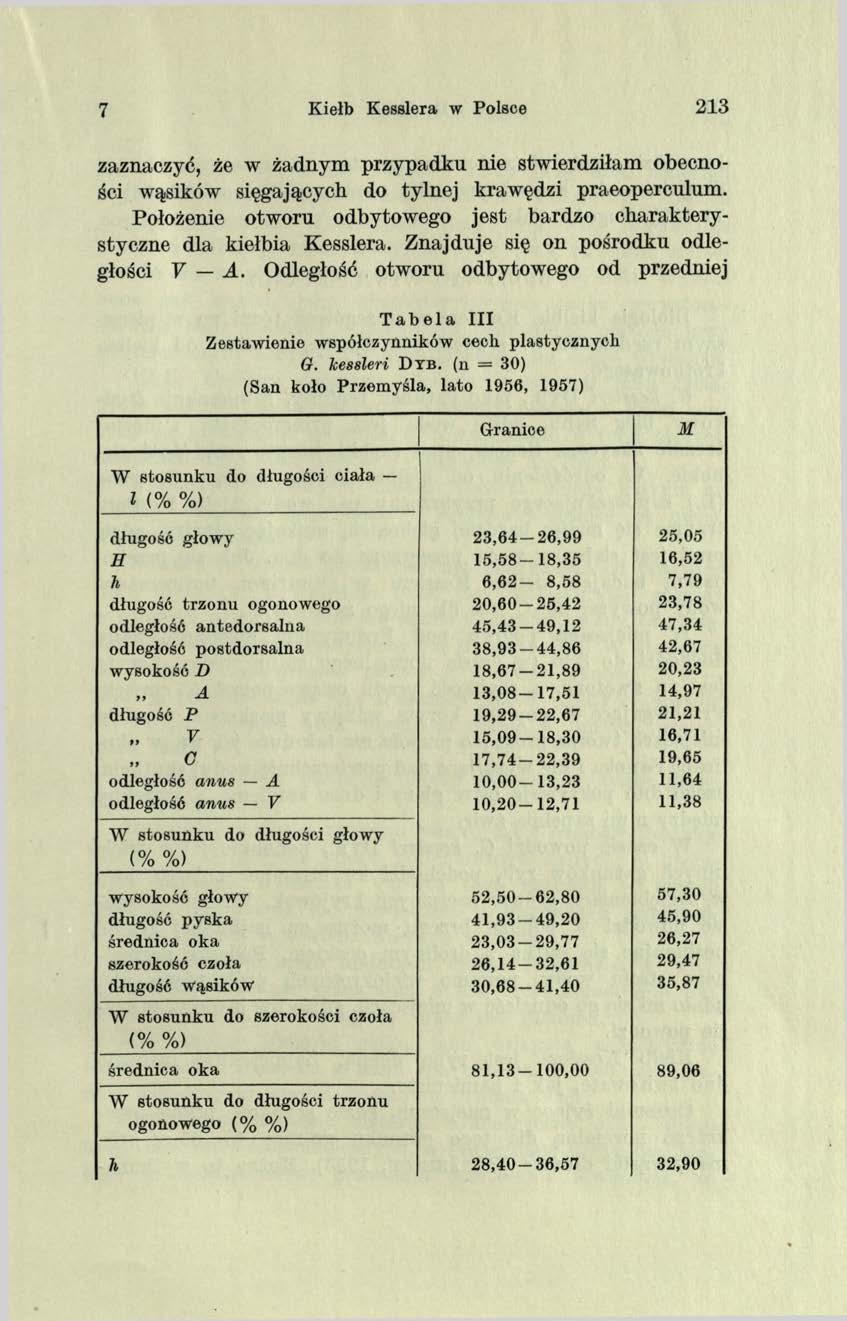 7 Kiełb Kesslera w Polsce 213
zaznaczyć, że w żadnym przypadku nie stwierdziłam obecno-
ści wąsików sięgających do tylnej krawędzi praeoperculum.
Położenie otworu odbytowego jest bardzo charaktery-
styczne dla kiełbia Kesslera. Znajduje się on pośrodku odle-
głości V — A. Odległość otworu odbytowego od przedniej
Tabela III
Zestawienie współczynników cech plastycznych
G. kessleri Dyb. (n = 30)
(San koło Przemyśla, lato 1956, 1957)
Granice M
W stosunku do długości ciała —
l (% %)
długość głowy 23,64—26,99 25,05
H 15,58—18,35 16,52
h 6,62— 8,58 7,79
długość trzonu ogonowego 20,60—25,42 23,78
odległość antedorsalna 45,43—49,12 47,34
odległość postdorsalna 38,93—44,86 42,67
wysokość D 18,67—21,89 20,23
„ A 13,08—17,51 14,97
długość P 19,29—22,67 21,21
„ V 15,09—18,30 16,71
„ C 17,74—22,39 19,65
odległość anus — A 10,00—13,23 11,64
odległość anus — V 10,20—12,71 11,38
W stosunku do długości głowy
(% %)
wysokość głowy 52,50—62,80 57,30
długość pyska 41,93—49,20 45,90
średnica oka 23,03—29,77 26,27
szerokość czoła 26,14—32,61 29,47
długość wąsików 30,68—41,40 35,87
W stosunku do szerokości czoła
(% %)
średnica oka 81,13—100,00 89,06
W stosunku do długości trzonu
ogonowego (% %)
h 28,40—36,57 32,90